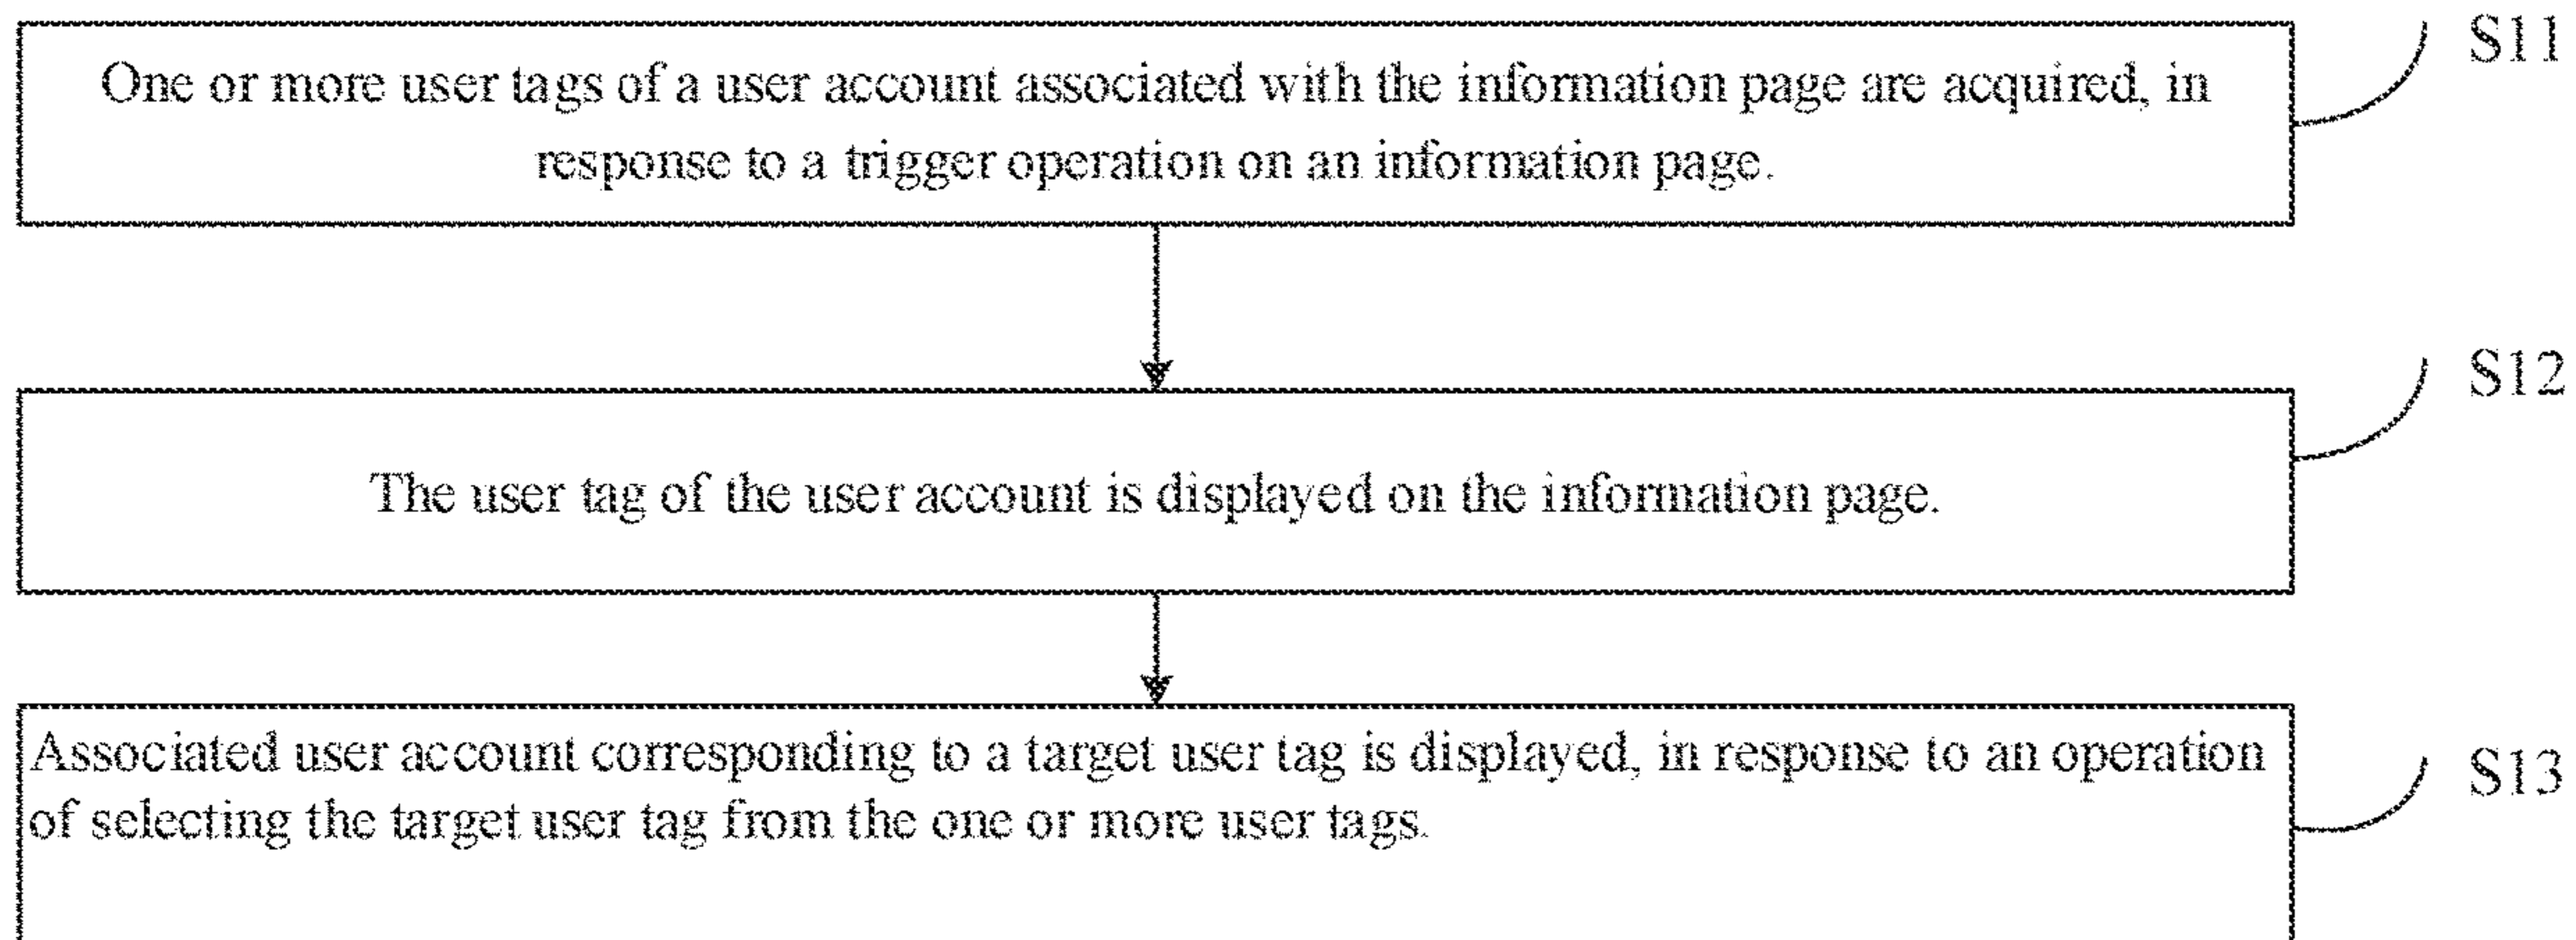 S11
One or more user tags of a user account associated with the information page are acquired, in
response to a trigger operation on an information page.
S12
The user tag of the user account is displayed on the information page.
Associated user account corresponding to a target user tag is displayed, in response to an operation
S13
of selecting the target user tag from the one or more user tags.